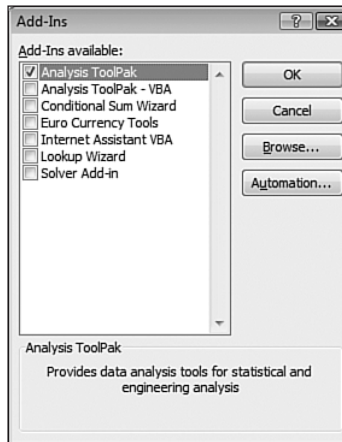 Add-Ins
Add-Ins available:
Analysis ToolPak
Analysis ToolPak - VBA
Conditional Sum Wizard
Euro Currency Tools
Internet Assistant VBA
Lookup Wizard
Solver Add-in
OK
Cancel
Browse...
Automation...
Analysis ToolPak
Provides data analysis tools for statistical and
engineering analysis